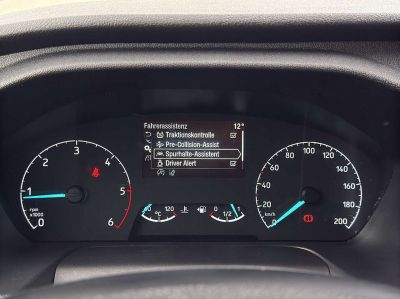 Fahrerassistenz 12°
Traktionskontrolle
Pre-Collision-Assist
Spurhalte-Assistent
Driver Alert
0 1 2 3 4 5 6
rpm
x1000
60 120
°C
0 1/2 1
0 20 40 60 80 100 120 140 160 180 200
km/h